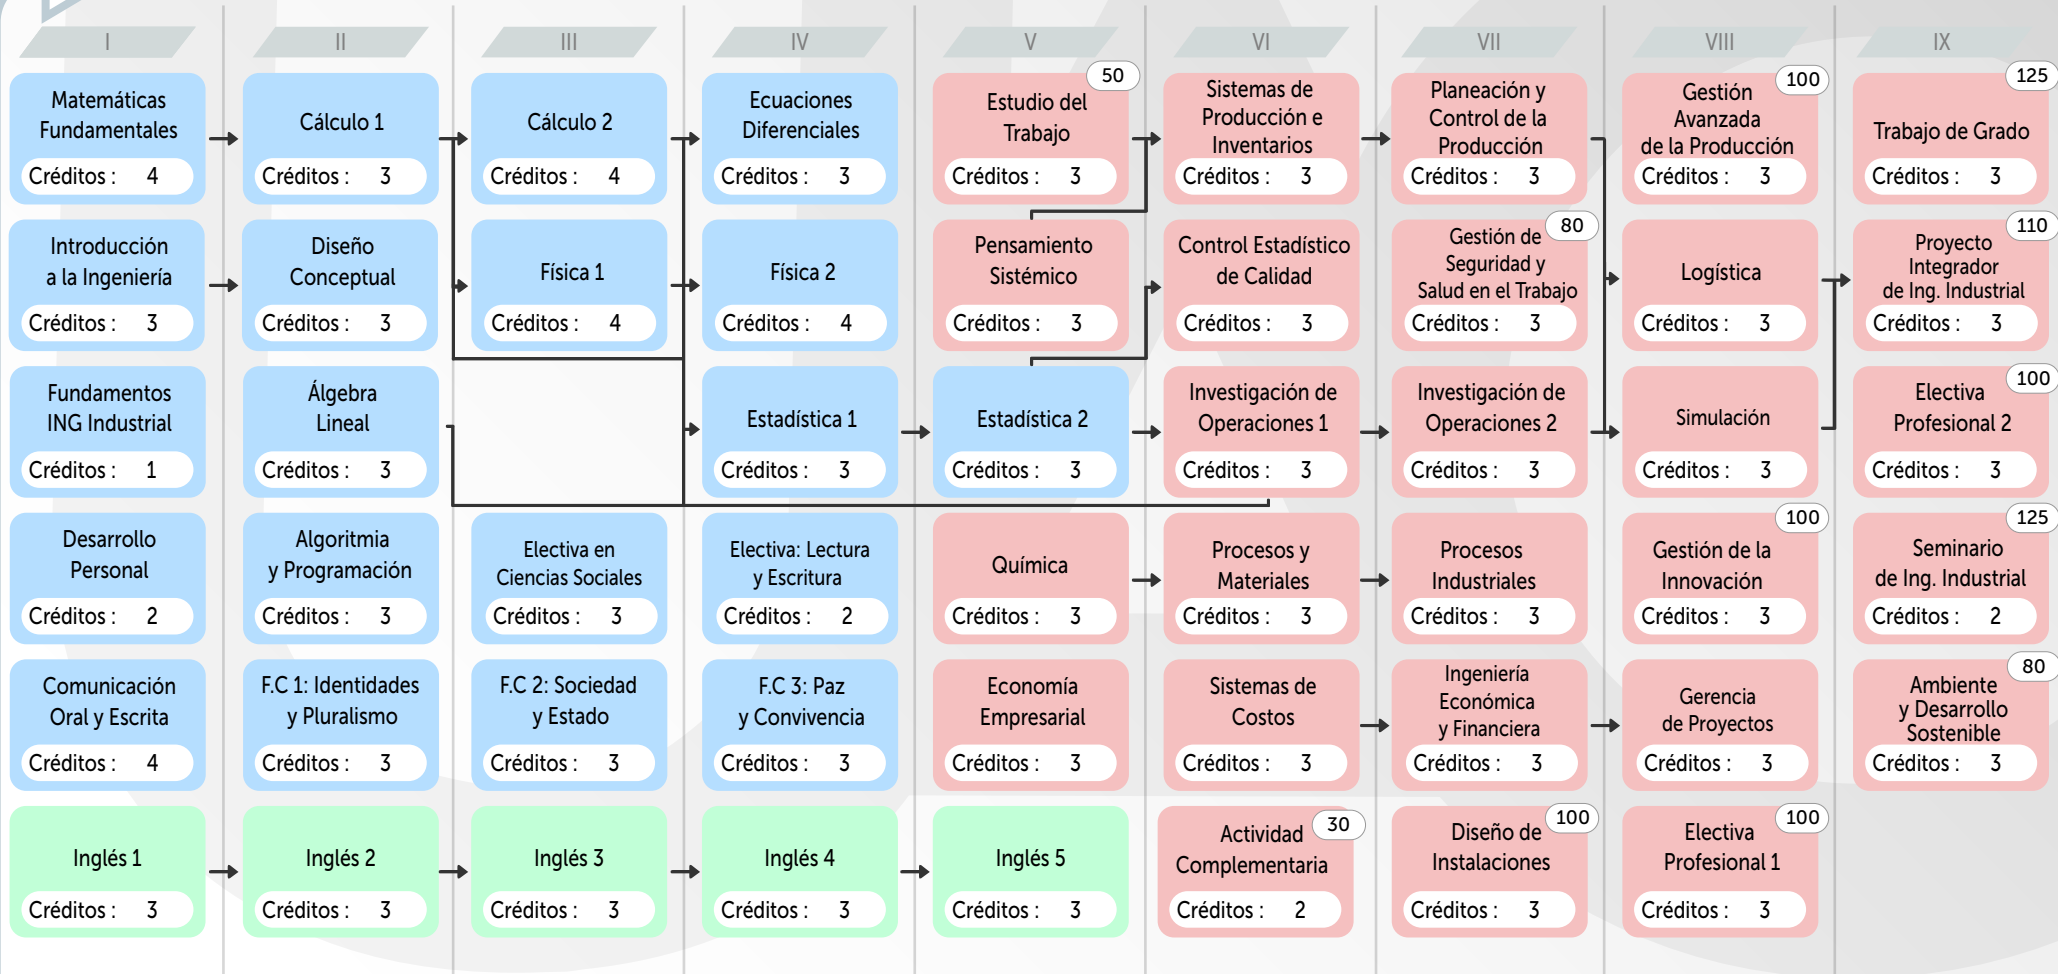 I
II
III
IV
V
VI
VII
VIII
IX
Matemáticas
Fundamentales
Créditos : 4
Cálculo 1
Créditos : 3
Cálculo 2
Créditos : 4
Ecuaciones
Diferenciales
Créditos : 3
50
Estudio del
Trabajo
Créditos : 3
Sistemas de
Producción e
Inventarios
Créditos : 3
Planeación y
Control de la
Producción
Créditos : 3
100
Gestión
Avanzada
de la Producción
Créditos : 3
125
Trabajo de Grado
Créditos : 3
Introducción
a la Ingeniería
Créditos : 3
Diseño
Conceptual
Créditos : 3
Física 1
Créditos : 4
Física 2
Créditos : 4
Pensamiento
Sistémico
Créditos : 3
Control Estadístico
de Calidad
Créditos : 3
80
Gestión de
Seguridad y
Salud en el Trabajo
Créditos : 3
Logística
Créditos : 3
110
Proyecto
Integrador
de Ing. Industrial
Créditos : 3
Fundamentos
ING Industrial
Créditos : 1
Álgebra
Lineal
Créditos : 3
Estadística 1
Créditos : 3
Estadística 2
Créditos : 3
Investigación de
Operaciones 1
Créditos : 3
Investigación de
Operaciones 2
Créditos : 3
Simulación
Créditos : 3
100
Electiva
Profesional 2
Créditos : 3
Desarrollo
Personal
Créditos : 2
Algoritmia
y Programación
Créditos : 3
Electiva en
Ciencias Sociales
Créditos : 3
Electiva: Lectura
y Escritura
Créditos : 2
Química
Créditos : 3
Procesos y
Materiales
Créditos : 3
Procesos
Industriales
Créditos : 3
100
Gestión de la
Innovación
Créditos : 3
125
Seminario
de Ing. Industrial
Créditos : 2
Comunicación
Oral y Escrita
Créditos : 4
F.C 1: Identidades
y Pluralismo
Créditos : 3
F.C 2: Sociedad
y Estado
Créditos : 3
F.C 3: Paz
y Convivencia
Créditos : 3
Economía
Empresarial
Créditos : 3
Sistemas de
Costos
Créditos : 3
Ingeniería
Económica
y Financiera
Créditos : 3
Gerencia
de Proyectos
Créditos : 3
80
Ambiente
y Desarrollo
Sostenible
Créditos : 3
Inglés 1
Créditos : 3
Inglés 2
Créditos : 3
Inglés 3
Créditos : 3
Inglés 4
Créditos : 3
Inglés 5
Créditos : 3
30
Actividad
Complementaria
Créditos : 2
100
Diseño de
Instalaciones
Créditos : 3
100
Electiva
Profesional 1
Créditos : 3